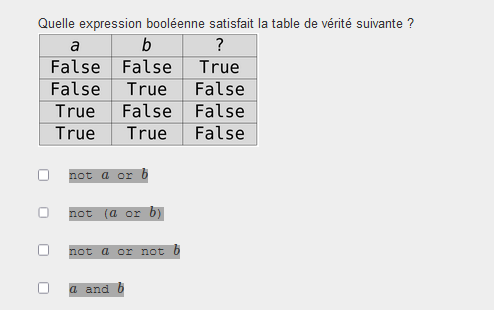 Quelle expression booléenne satisfait la table de vérité suivante ?
a b ?
False False True
False True False
True False False
True True False
not a or b
not (a or b)
not a or not b
a and b